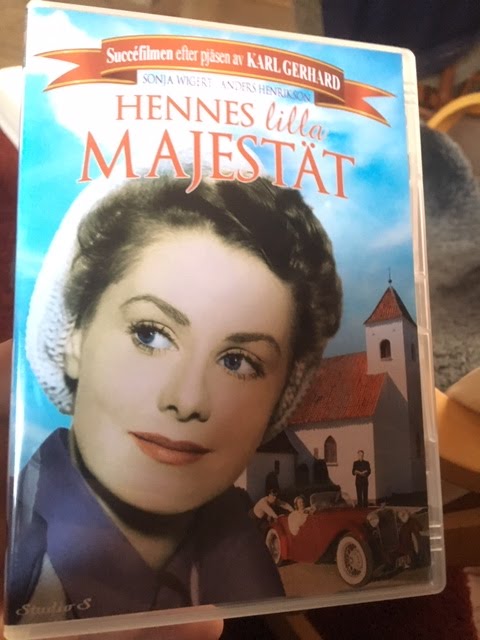 Succéfilmen efter pjäsen av KARL GERHARD
SONJA WIGERT ANDERS HENRIKSON
HENNES lilla
MAJESTÄT
Studio S